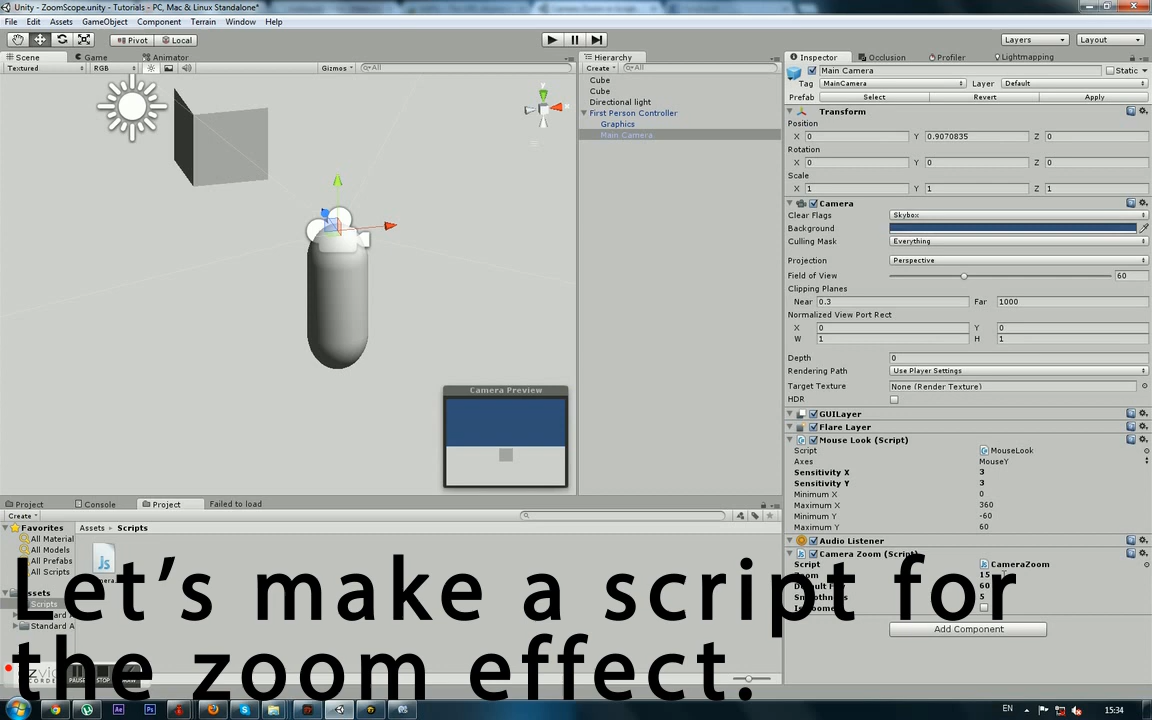 Unity - ZoomScope.unity - Tutorials - PC, Mac & Linux Standalone*
File Edit Assets GameObject Component Terrain Window Help
Pivot Local Layers Layout
Scene Game Animator
Textured RGB Gizmos All
Hierarchy
Create All
Cube
Cube
Directional light
First Person Controller
Graphics
Main Camera
Camera Preview
Inspector Occlusion Profiler Lightmapping
Main Camera Static
Tag MainCamera Layer Default
Prefab Select Revert Apply
Transform
Position
X 0 Y 0.9070835 Z 0
Rotation
X 0 Y 0 Z 0
Scale
X 1 Y 1 Z 1
Camera
Clear Flags Skybox
Background
Culling Mask Everything
Projection Perspective
Field of View 60
Clipping Planes
Near 0.3 Far 1000
Normalized View Port Rect
X 0 Y 0
W 1 H 1
Depth 0
Rendering Path Use Player Settings
Target Texture None (Render Texture)
HDR
GUILayer
Flare Layer
Mouse Look (Script)
Script MouseLook
Axes MouseY
Sensitivity X 3
Sensitivity Y 3
Minimum X 0
Maximum X 360
Minimum Y -60
Maximum Y 60
Audio Listener
Camera Zoom (Script)
Script CameraZoom
15
60
5
Add Component
Project Console Project Failed to load
Create
Favorites
All Material
All Models
All Prefabs
All Scripts
Assets
Scripts
Standard A
Assets Scripts
Let's make a script for
the zoom effect.
EN 15:34